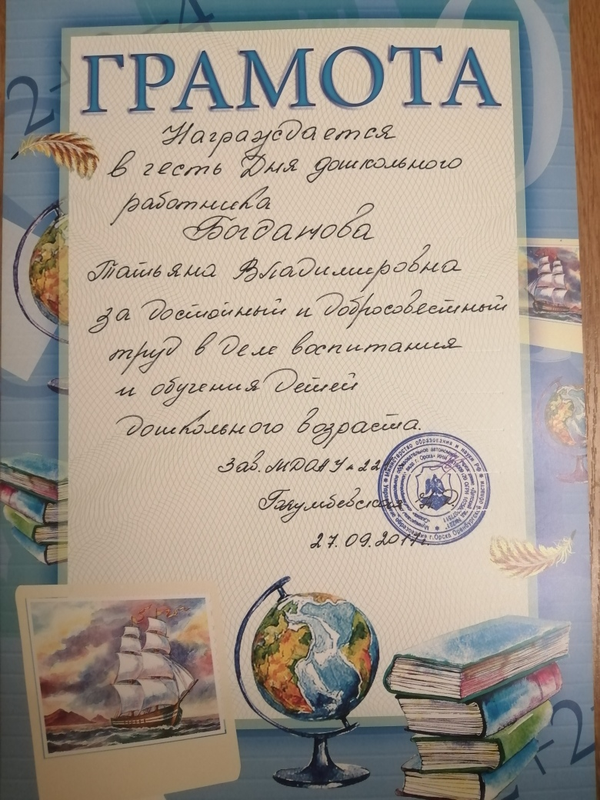 ГРАМОТА
Награждается
в честь Дня дошкольного
работника
Богданова
Татьяна Владимировна
за достойный и добросовестный
труд в деле воспитания
и обучения детей
дошкольного возраста.
Зав. МДОАУ № 22
27.09.2017г.